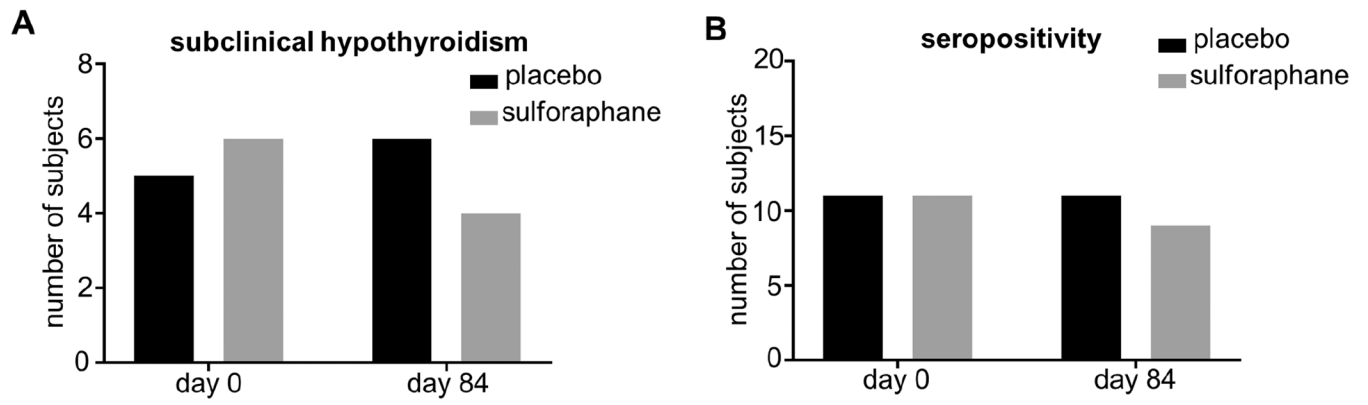 A
subclinical hypothyroidism
8
6
4
2
0
number of subjects
placebo
sulforaphane
day 0
day 84
B
seropositivity
20
15
10
5
0
number of subjects
placebo
sulforaphane
day 0
day 84